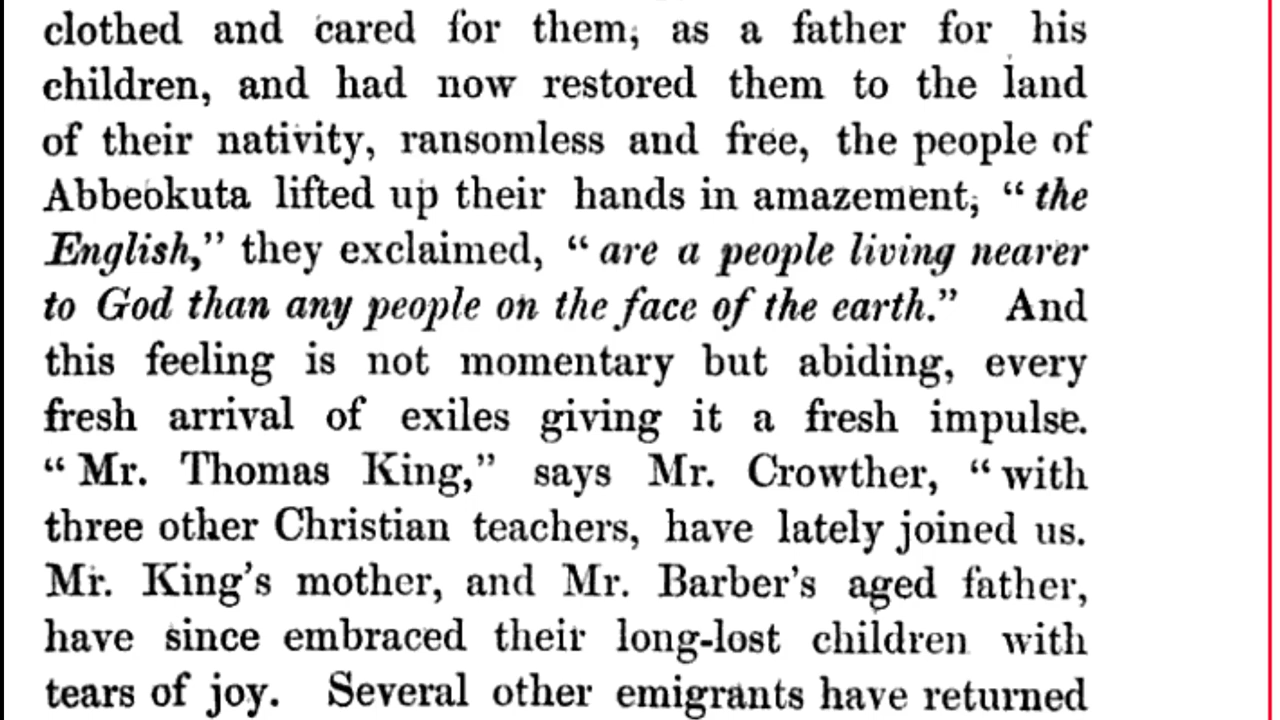 clothed and cared for them, as a father for his
children, and had now restored them to the land
of their nativity, ransomless and free, the people of
Abbeokuta lifted up their hands in amazement, “ the
English,” they exclaimed, “ are a people living nearer
to God than any people on the face of the earth.” And
this feeling is not momentary but abiding, every
fresh arrival of exiles giving it a fresh impulse.
“ Mr. Thomas King,” says Mr. Crowther, “ with
three other Christian teachers, have lately joined us.
Mr. King’s mother, and Mr. Barber’s aged father,
have since embraced their long-lost children with
tears of joy. Several other emigrants have returned